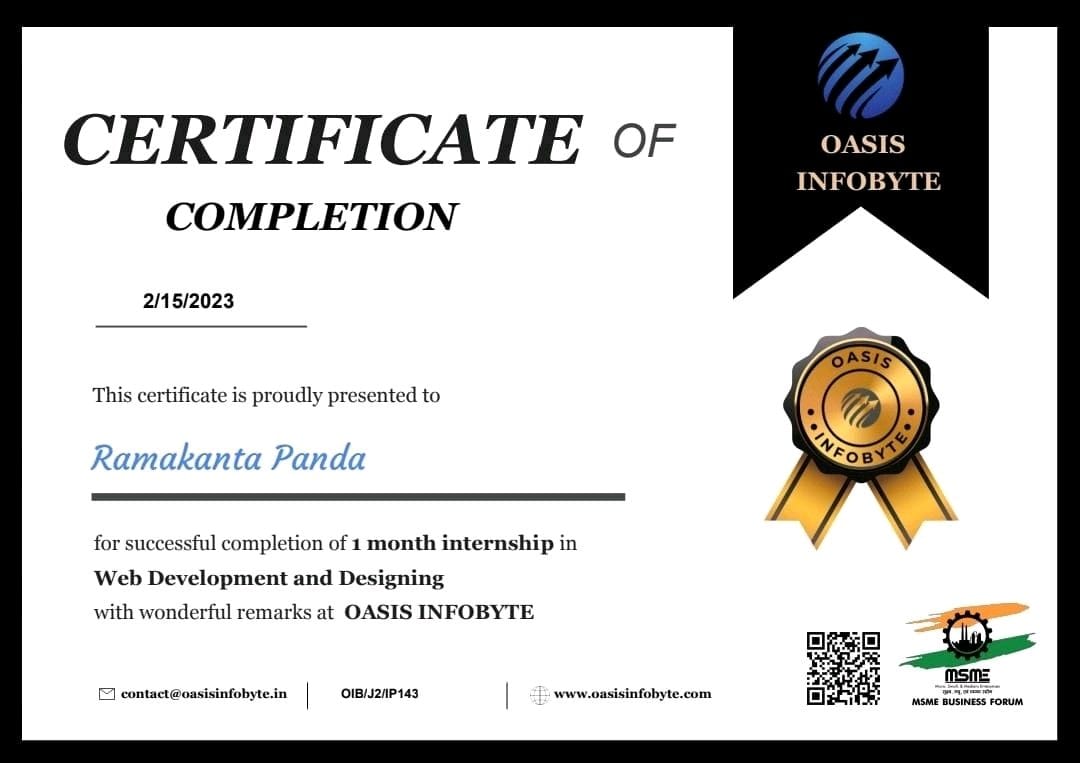 CERTIFICATE OF
COMPLETION
OASIS
INFOBYTE
2/15/2023
This certificate is proudly presented to
Ramakanta Panda
for successful completion of 1 month internship in
Web Development and Designing
with wonderful remarks at OASIS INFOBYTE
OASIS
INFOBYTE
contact@oasisinfobyte.in
OIB/J2/IP143
www.oasisinfobyte.com
MSME
MSME BUSINESS FORUM